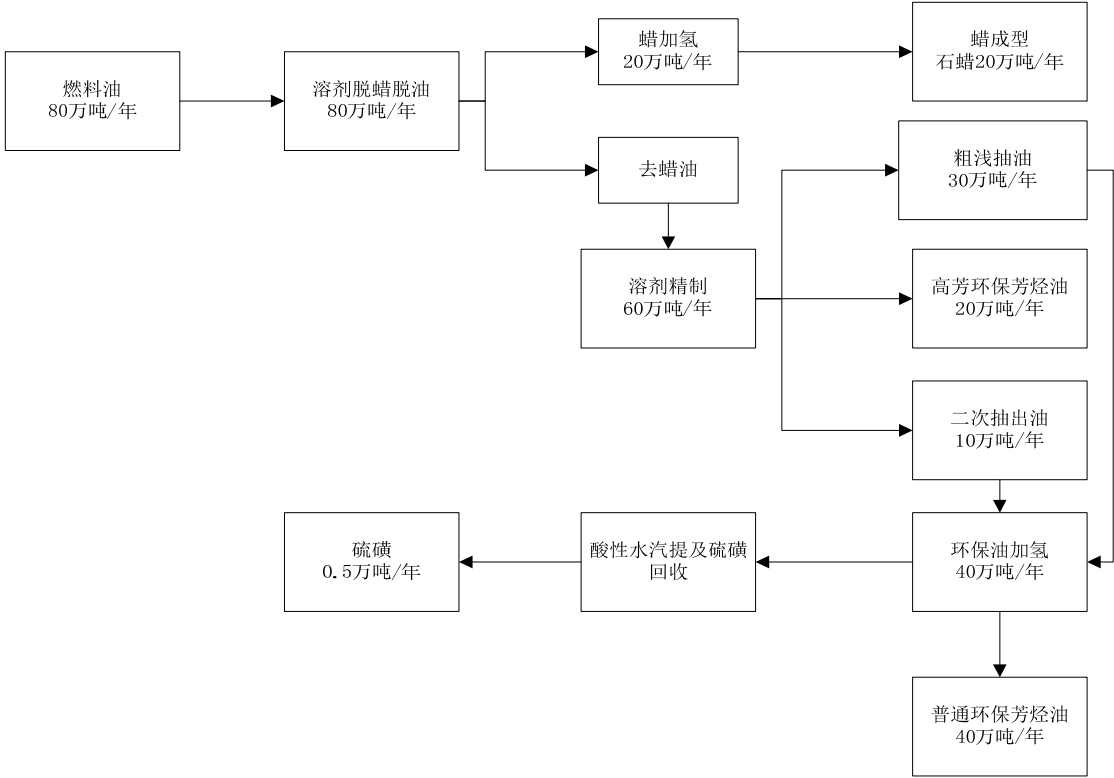 燃料油
80万吨/年
溶剂脱蜡脱油
80万吨/年
蜡加氢
20万吨/年
蜡成型
石蜡20万吨/年
去蜡油
粗浅抽油
30万吨/年
溶剂精制
60万吨/年
高芳环保芳烃油
20万吨/年
二次抽出油
10万吨/年
硫磺
0.5万吨/年
酸性水汽提及硫磺
回收
环保油加氢
40万吨/年
普通环保芳烃油
40万吨/年